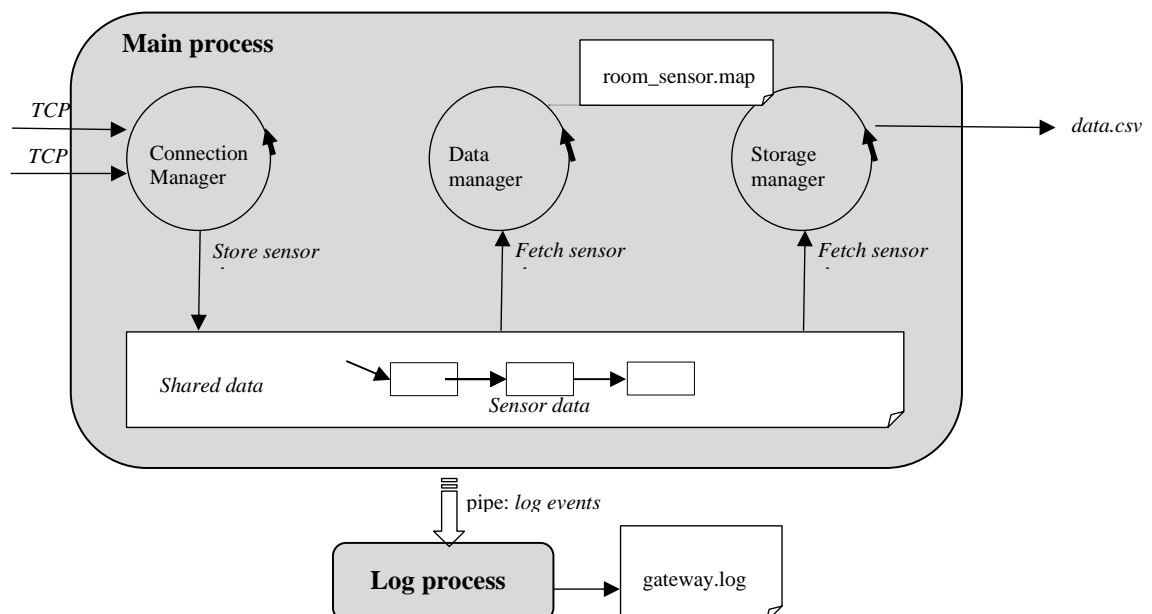 Main process
room_sensor.map
TCP
TCP
Connection
Manager
Data
manager
Storage
manager
data.csv
Store sensor
Fetch sensor
Fetch sensor
Shared data
Sensor data
pipe: log events
Log process
gateway.log